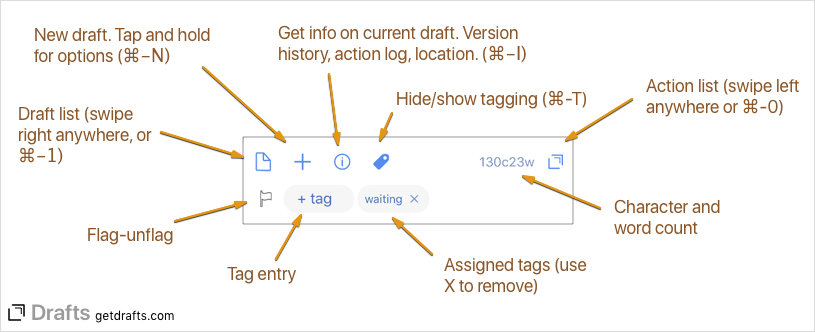 New draft. Tap and hold
for options (⌘–N)
Get info on current draft. Version
history, action log, location. (⌘–I)
Hide/show tagging (⌘-T)
Action list (swipe left
anywhere or ⌘-0)
Draft list (swipe
right anywhere, or
⌘–1)
130c23w
+ tag
waiting ×
Flag-unflag
Tag entry
Assigned tags (use
X to remove)
Character and
word count
Drafts getdrafts.com